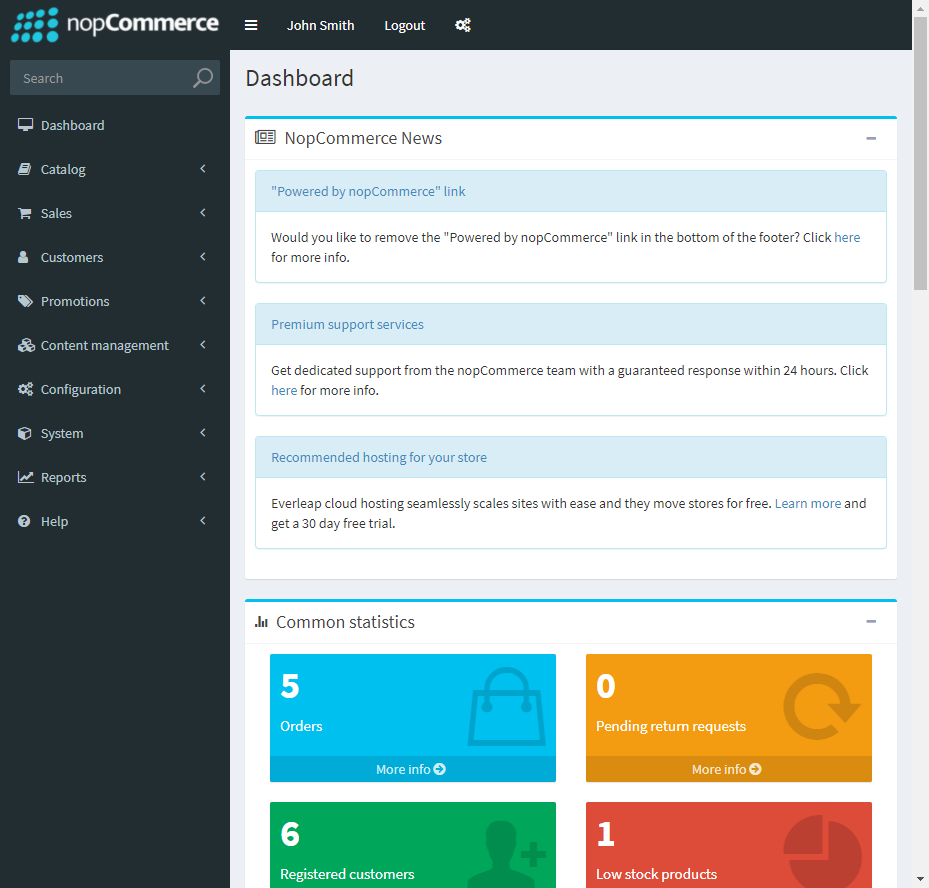 nopCommerce
John Smith
Logout
Search
Dashboard
Catalog
Sales
Customers
Promotions
Content management
Configuration
System
Reports
Help
Dashboard
NopCommerce News
"Powered by nopCommerce" link
Would you like to remove the "Powered by nopCommerce" link in the bottom of the footer? Click here
for more info.
Premium support services
Get dedicated support from the nopCommerce team with a guaranteed response within 24 hours. Click
here for more info.
Recommended hosting for your store
Everleap cloud hosting seamlessly scales sites with ease and they move stores for free. Learn more and
get a 30 day free trial.
Common statistics
5
Orders
More info
0
Pending return requests
More info
6
Registered customers
1
Low stock products